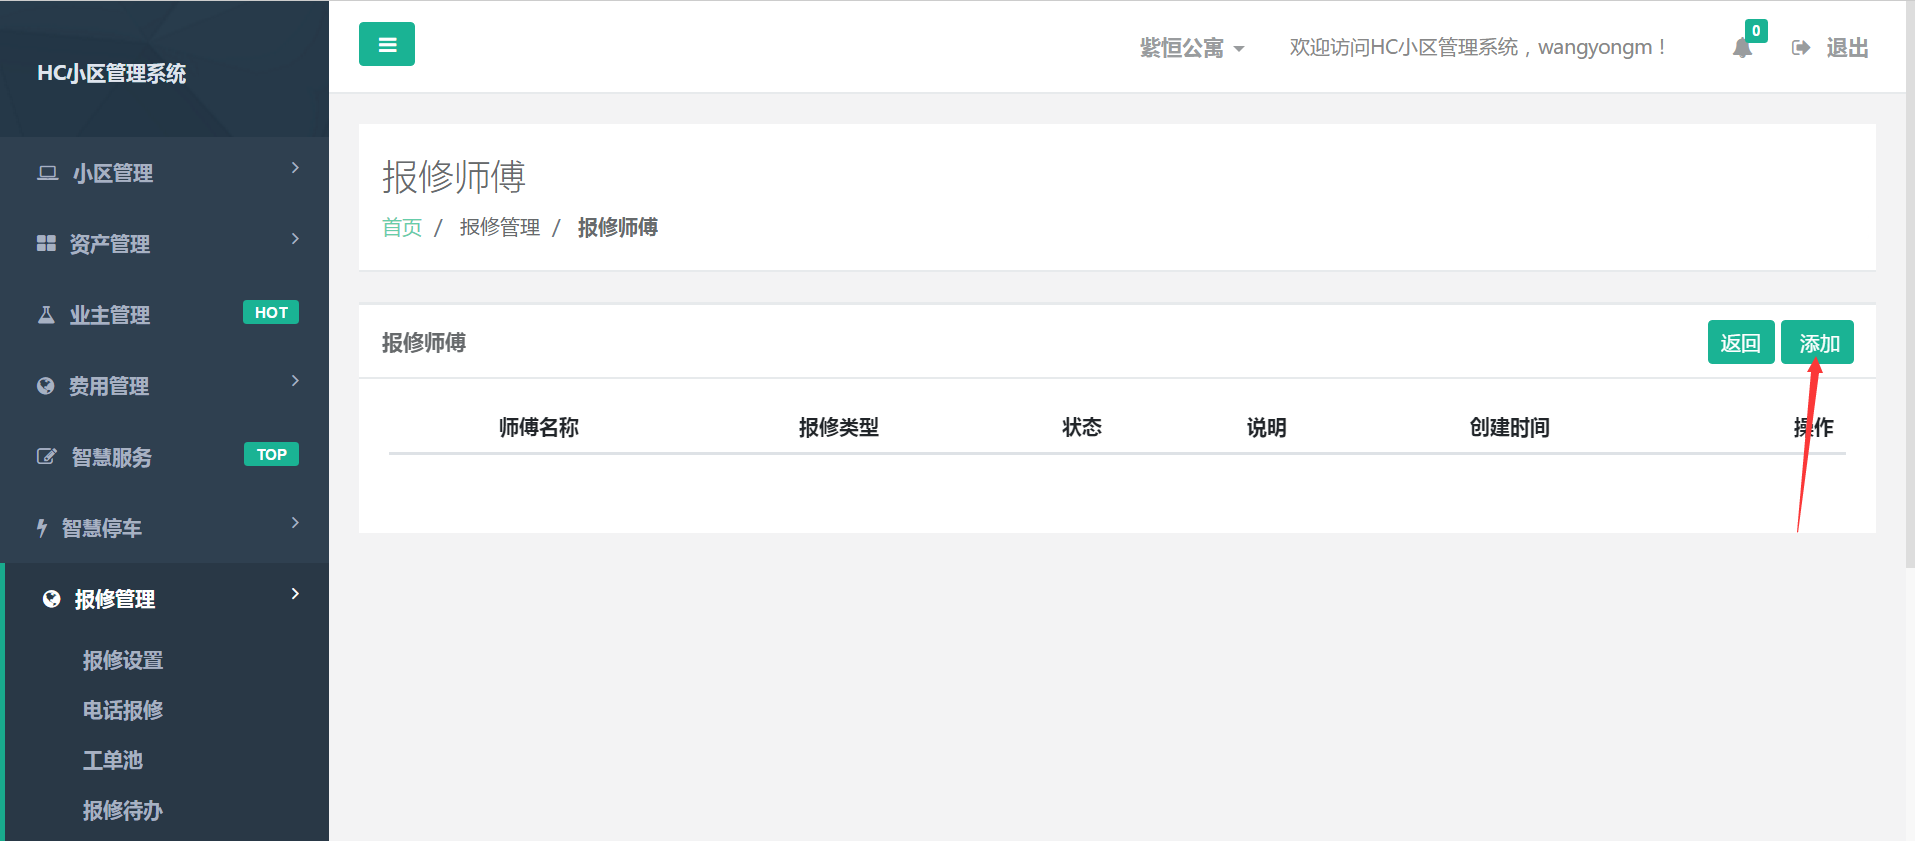 HC小区管理系统
紫恒公寓
欢迎访问HC小区管理系统，wangyongm！
0
退出
小区管理
资产管理
业主管理 HOT
费用管理
智慧服务 TOP
智慧停车
报修管理
报修设置
电话报修
工单池
报修待办
报修师傅
首页 / 报修管理 / 报修师傅
报修师傅
返回 添加
师傅名称 报修类型 状态 说明 创建时间 操作